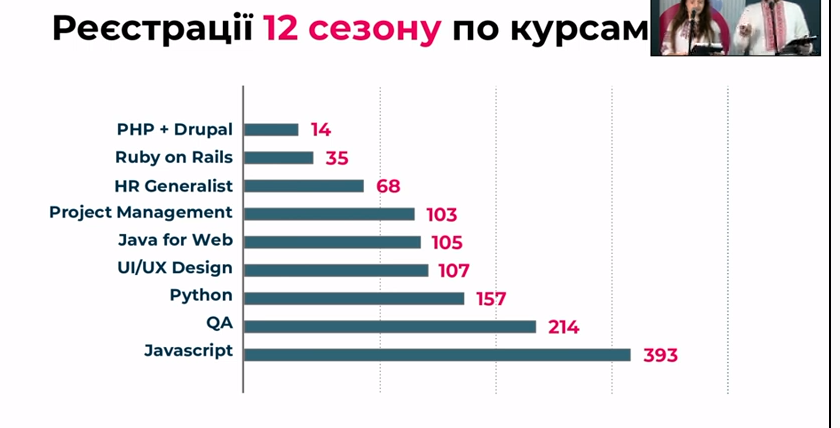 Реєстрації 12 сезону по курсам
PHP + Drupal 14
Ruby on Rails 35
HR Generalist 68
Project Management 103
Java for Web 105
UI/UX Design 107
Python 157
QA 214
Javascript 393